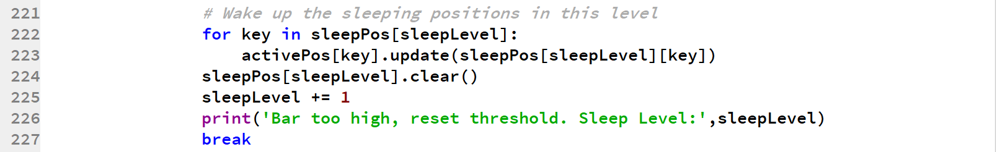 221 # Wake up the sleeping positions in this level
222 for key in sleepPos[sleepLevel]:
223 activePos[key].update(sleepPos[sleepLevel][key])
224 sleepPos[sleepLevel].clear()
225 sleepLevel += 1
226 print('Bar too high, reset threshold. Sleep Level:',sleepLevel)
227 break